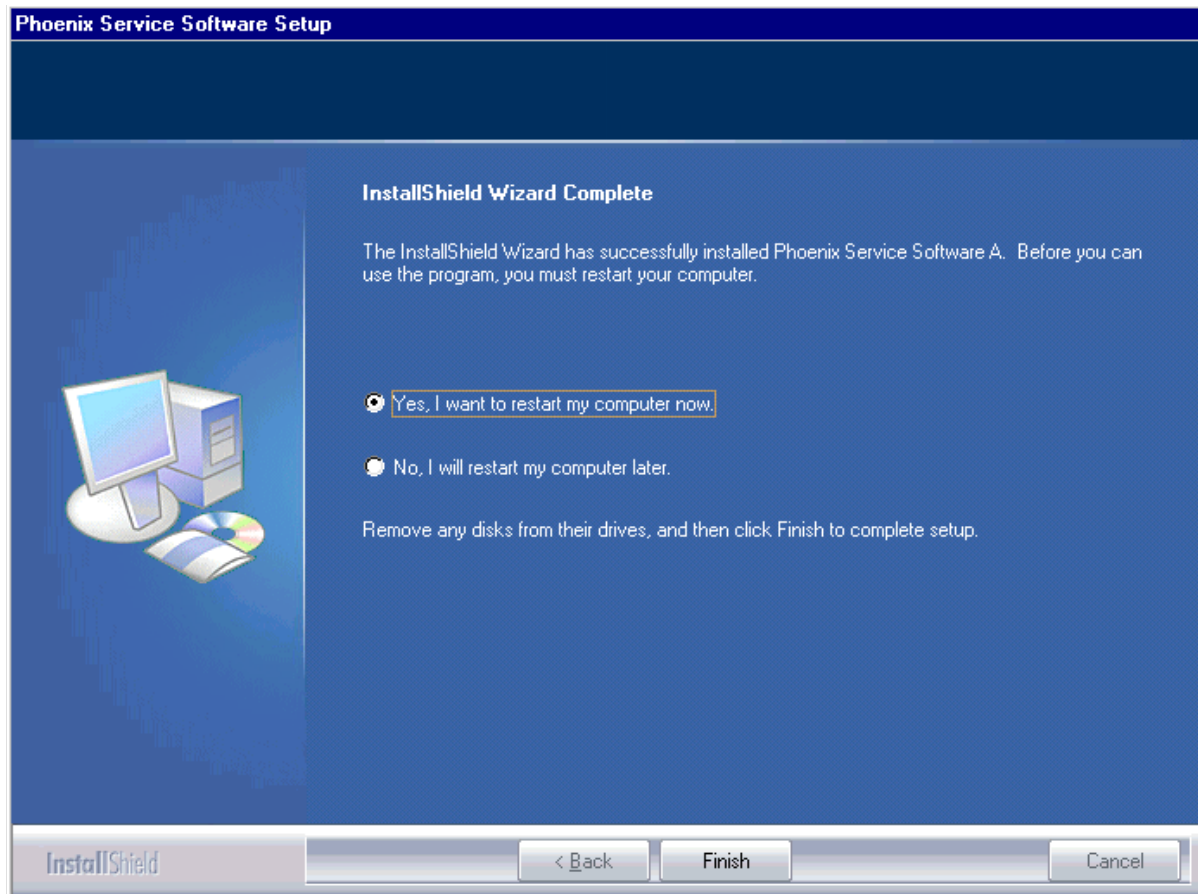 Phoenix Service Software Setup
InstallShield Wizard Complete
The InstallShield Wizard has successfully installed Phoenix Service Software A.  Before you can
use the program, you must restart your computer.
Yes, I want to restart my computer now.
No, I will restart my computer later.
Remove any disks from their drives, and then click Finish to complete setup.
InstallShield
< Back
Finish
Cancel